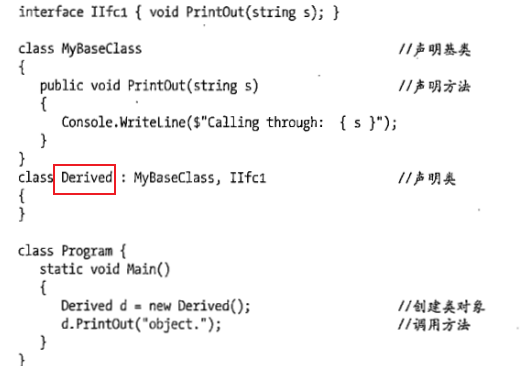 interface IIfc1 { void PrintOut(string s); }
class MyBaseClass //声明基类
{
public void PrintOut(string s) //声明方法
{
Console.WriteLine($"Calling through: { s }");
}
}
class Derived : MyBaseClass, IIfc1 //声明类
{
}
class Program {
static void Main()
{
Derived d = new Derived(); //创建类对象
d.PrintOut("object."); //调用方法
}
}